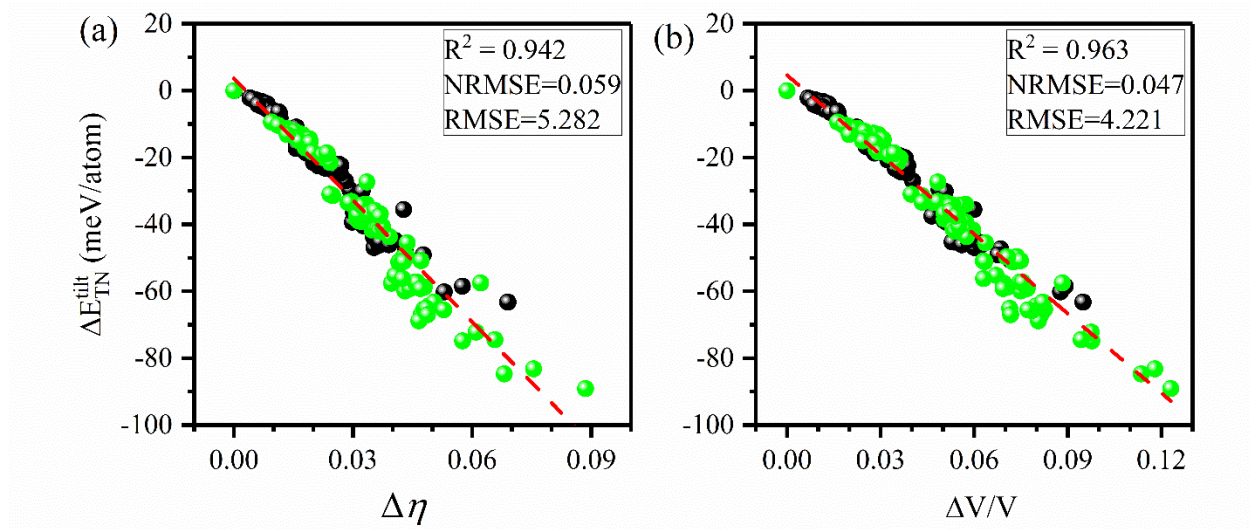 (a)
R² = 0.942
NRMSE=0.059
RMSE=5.282
20
0
-20
-40
-60
-80
-100
ΔE_TN^tilt (meV/atom)
0.00 0.03 0.06 0.09
Δη
(b)
R² = 0.963
NRMSE=0.047
RMSE=4.221
20
0
-20
-40
-60
-80
-100
0.00 0.03 0.06 0.09 0.12
ΔV/V